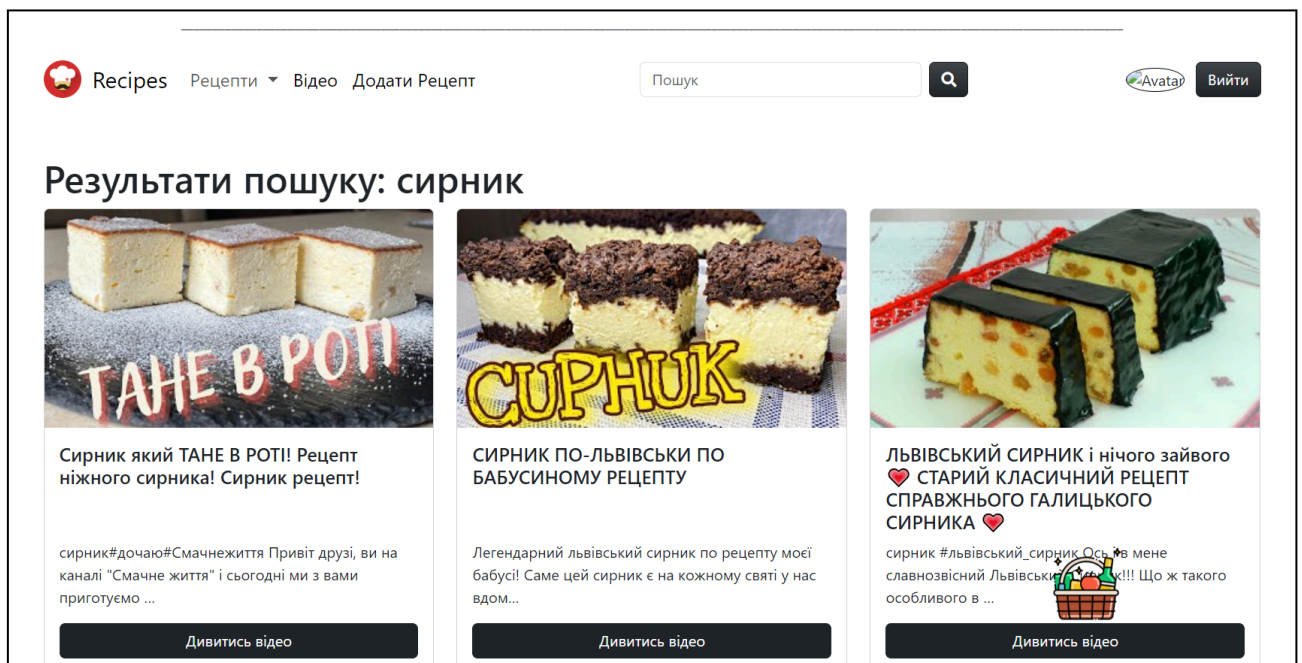 Recipes Рецепти Відео Додати Рецепт Пошук Avatar Вийти
Результати пошуку: сирник
ТАНЕ В РОТІ
СИРНИК
Сирник який ТАНЕ В РОТІ! Рецепт
ніжного сирника! Сирник рецепт!
сирник#дочаю#Смачнежиття Привіт друзі, ви на
каналі "Смачне життя" і сьогодні ми з вами
приготуємо ...
Дивитись відео
СИРНИК ПО-ЛЬВІВСЬКИ ПО
БАБУСИНОМУ РЕЦЕПТУ
Легендарний львівський сирник по рецепту моєї
бабусі! Саме цей сирник є на кожному святі у нас
вдом...
Дивитись відео
ЛЬВІВСЬКИЙ СИРНИК і нічого зайвого
💗 СТАРИЙ КЛАСИЧНИЙ РЕЦЕПТ
СПРАВЖНЬОГО ГАЛИЦЬКОГО
СИРНИКА 💗
сирник #львівський_сирник Ось і в мене
славнозвісний !!! Що ж такого
особливого в ...
Дивитись відео